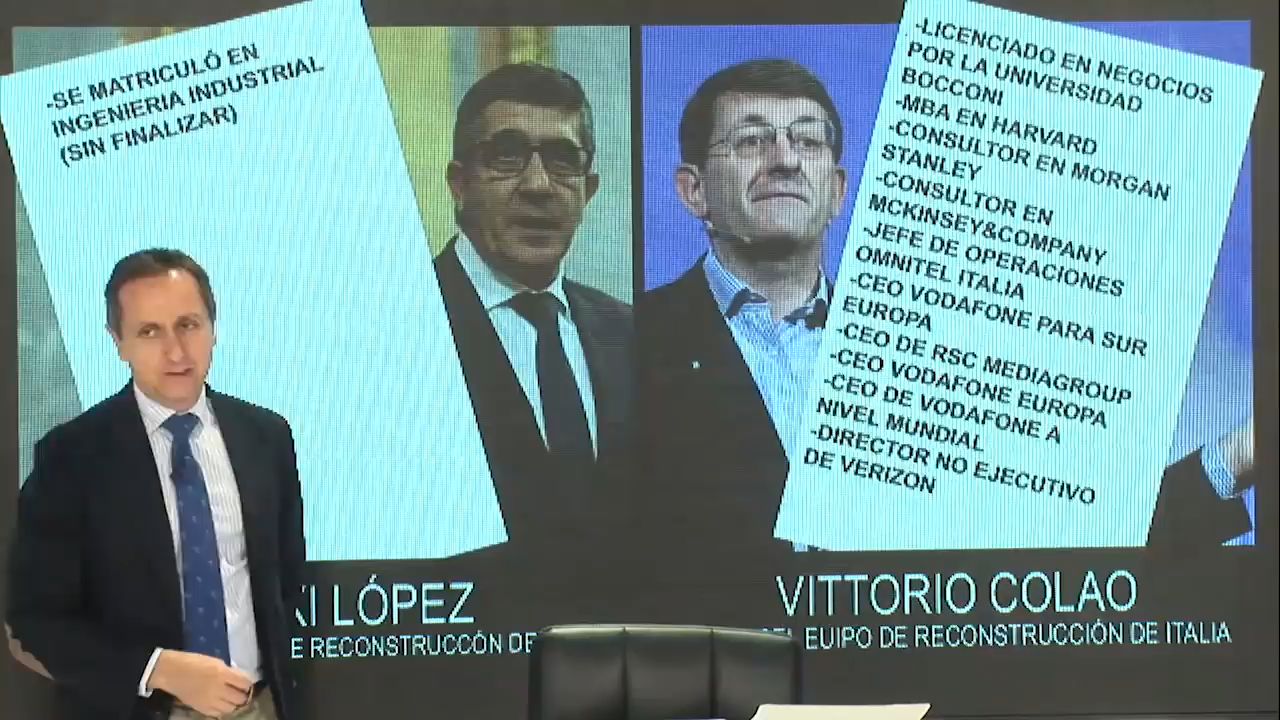 -SE MATRICULÓ EN
INGENIERIA INDUSTRIAL
(SIN FINALIZAR)
-LICENCIADO EN NEGOCIOS
POR LA UNIVERSIDAD
BOCCONI
-MBA EN HARVARD
-CONSULTOR EN MORGAN
STANLEY
-CONSULTOR EN
MCKINSEY&COMPANY
-JEFE DE OPERACIONES
OMNITEL ITALIA
-CEO VODAFONE PARA SUR
EUROPA
-CEO DE RSC MEDIAGROUP
-CEO VODAFONE EUROPA
-CEO DE VODAFONE A
NIVEL MUNDIAL
-DIRECTOR NO EJECUTIVO
DE VERIZON
LÓPEZ
RECONSTRUCCÓN DE
VITTORIO COLAO
EUIPO DE RECONSTRUCCIÓN DE ITALIA